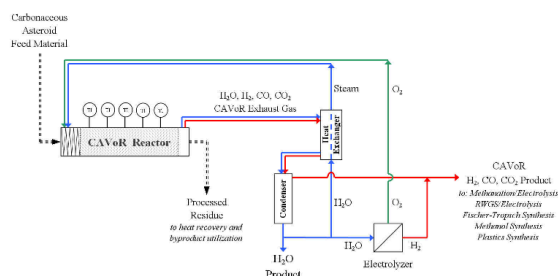 Carbonaceous
Asteroid
Feed Material
CAVoR Reactor
H₂O, H₂, CO, CO₂
CAVoR Exhaust Gas
Steam
O₂
Heat
Exchanger
Processed
Residue
to heat recovery and
byproduct utilization
Condenser
H₂O
O₂
H₂O
H₂
H₂O
Product
Electrolyzer
CAVoR
H₂, CO, CO₂ Product
to: Methanation/Electrolysis
RWGS/Electrolysis
Fischer-Tropsch Synthesis
Methanol Synthesis
Plastics Synthesis